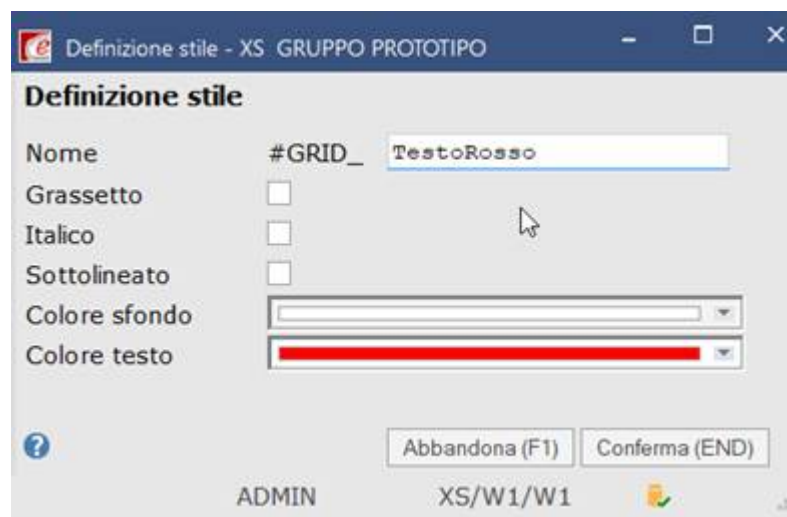 Definizione stile - XS GRUPPO PROTOTIPO
Definizione stile
Nome #GRID_ TestoRosso
Grassetto
Italico
Sottolineato
Colore sfondo
Colore testo
Abbandona (F1) Conferma (END)
ADMIN XS/W1/W1